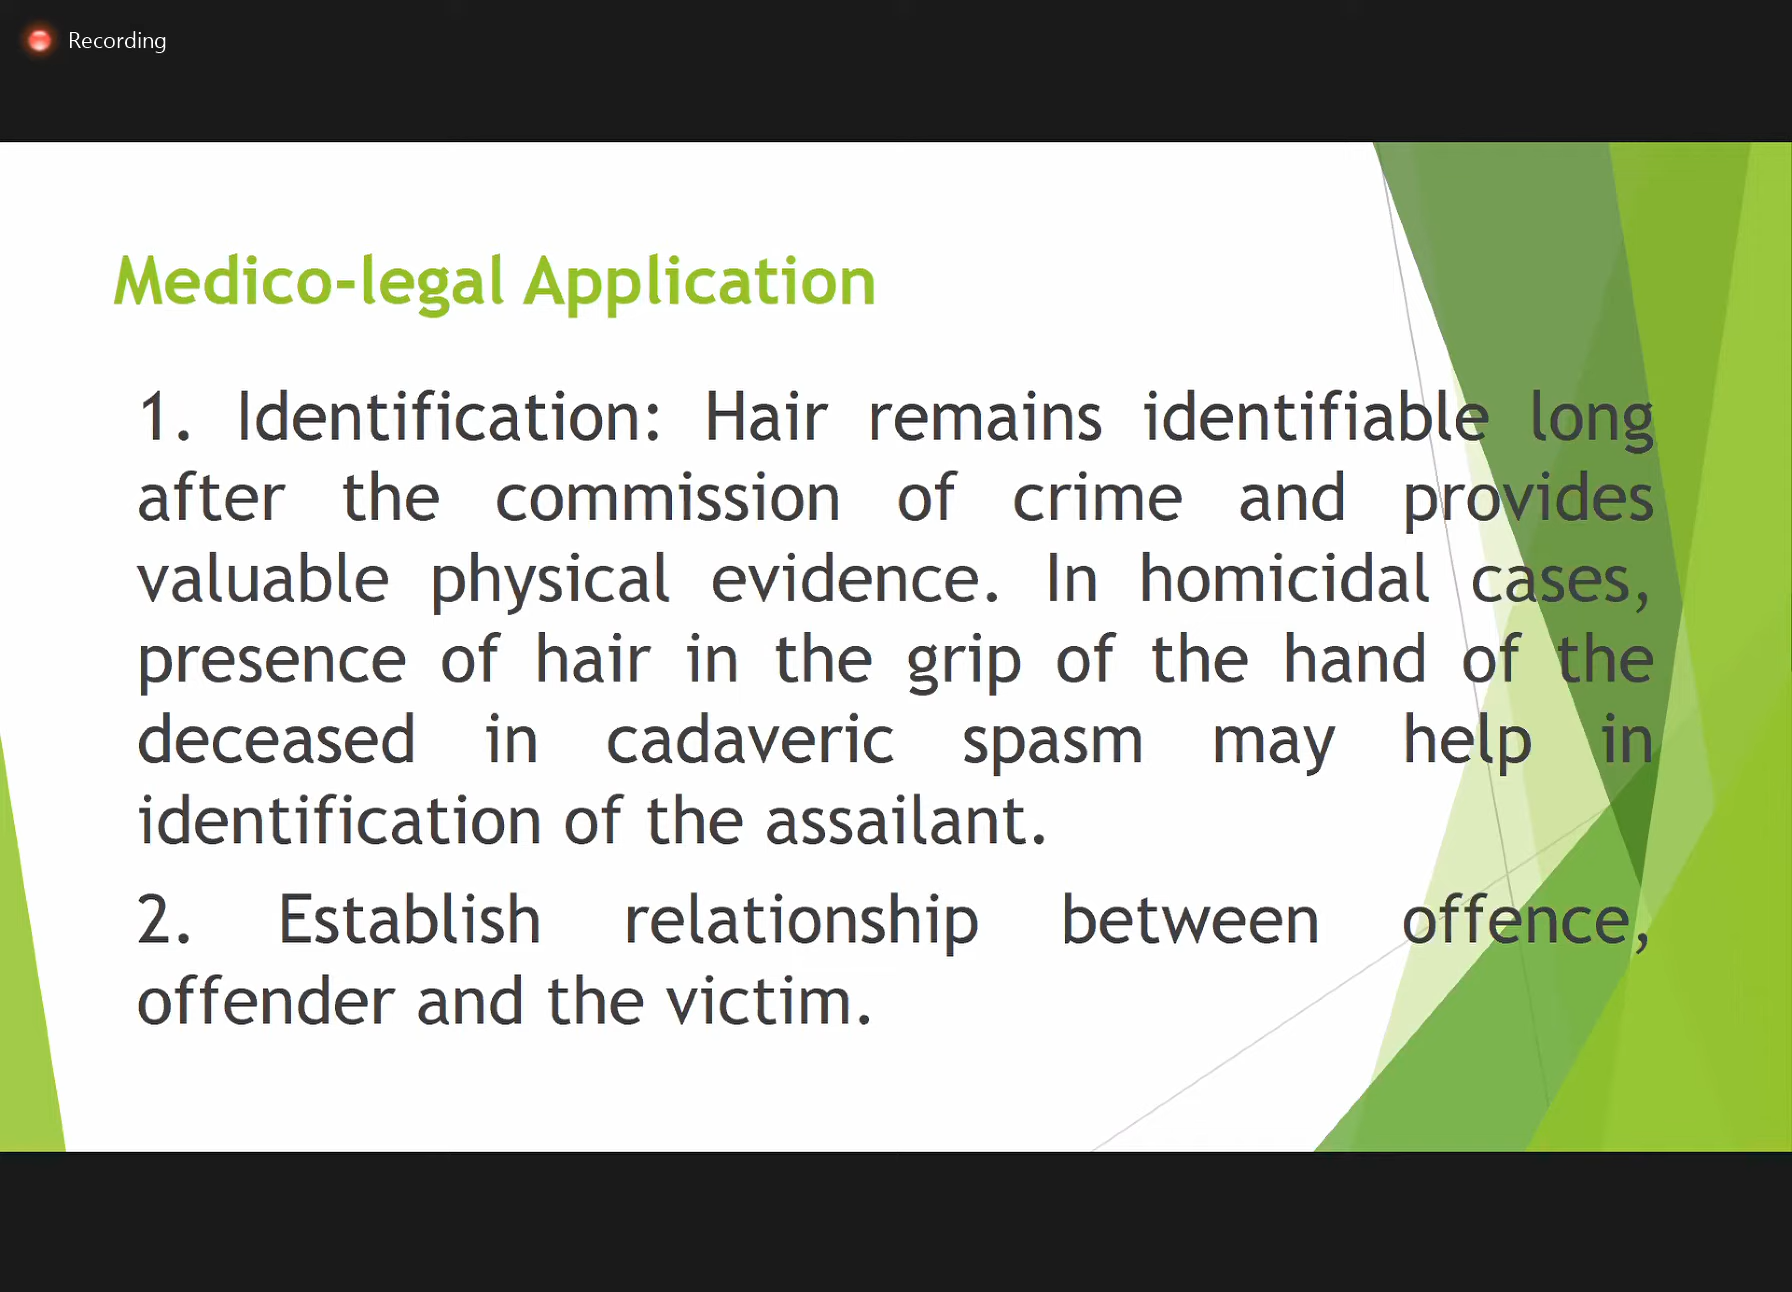 Recording
Medico-legal Application
1. Identification: Hair remains identifiable long
after the commission of crime and provides
valuable physical evidence. In homicidal cases,
presence of hair in the grip of the hand of the
deceased in cadaveric spasm may help in
identification of the assailant.
2. Establish relationship between offence,
offender and the victim.